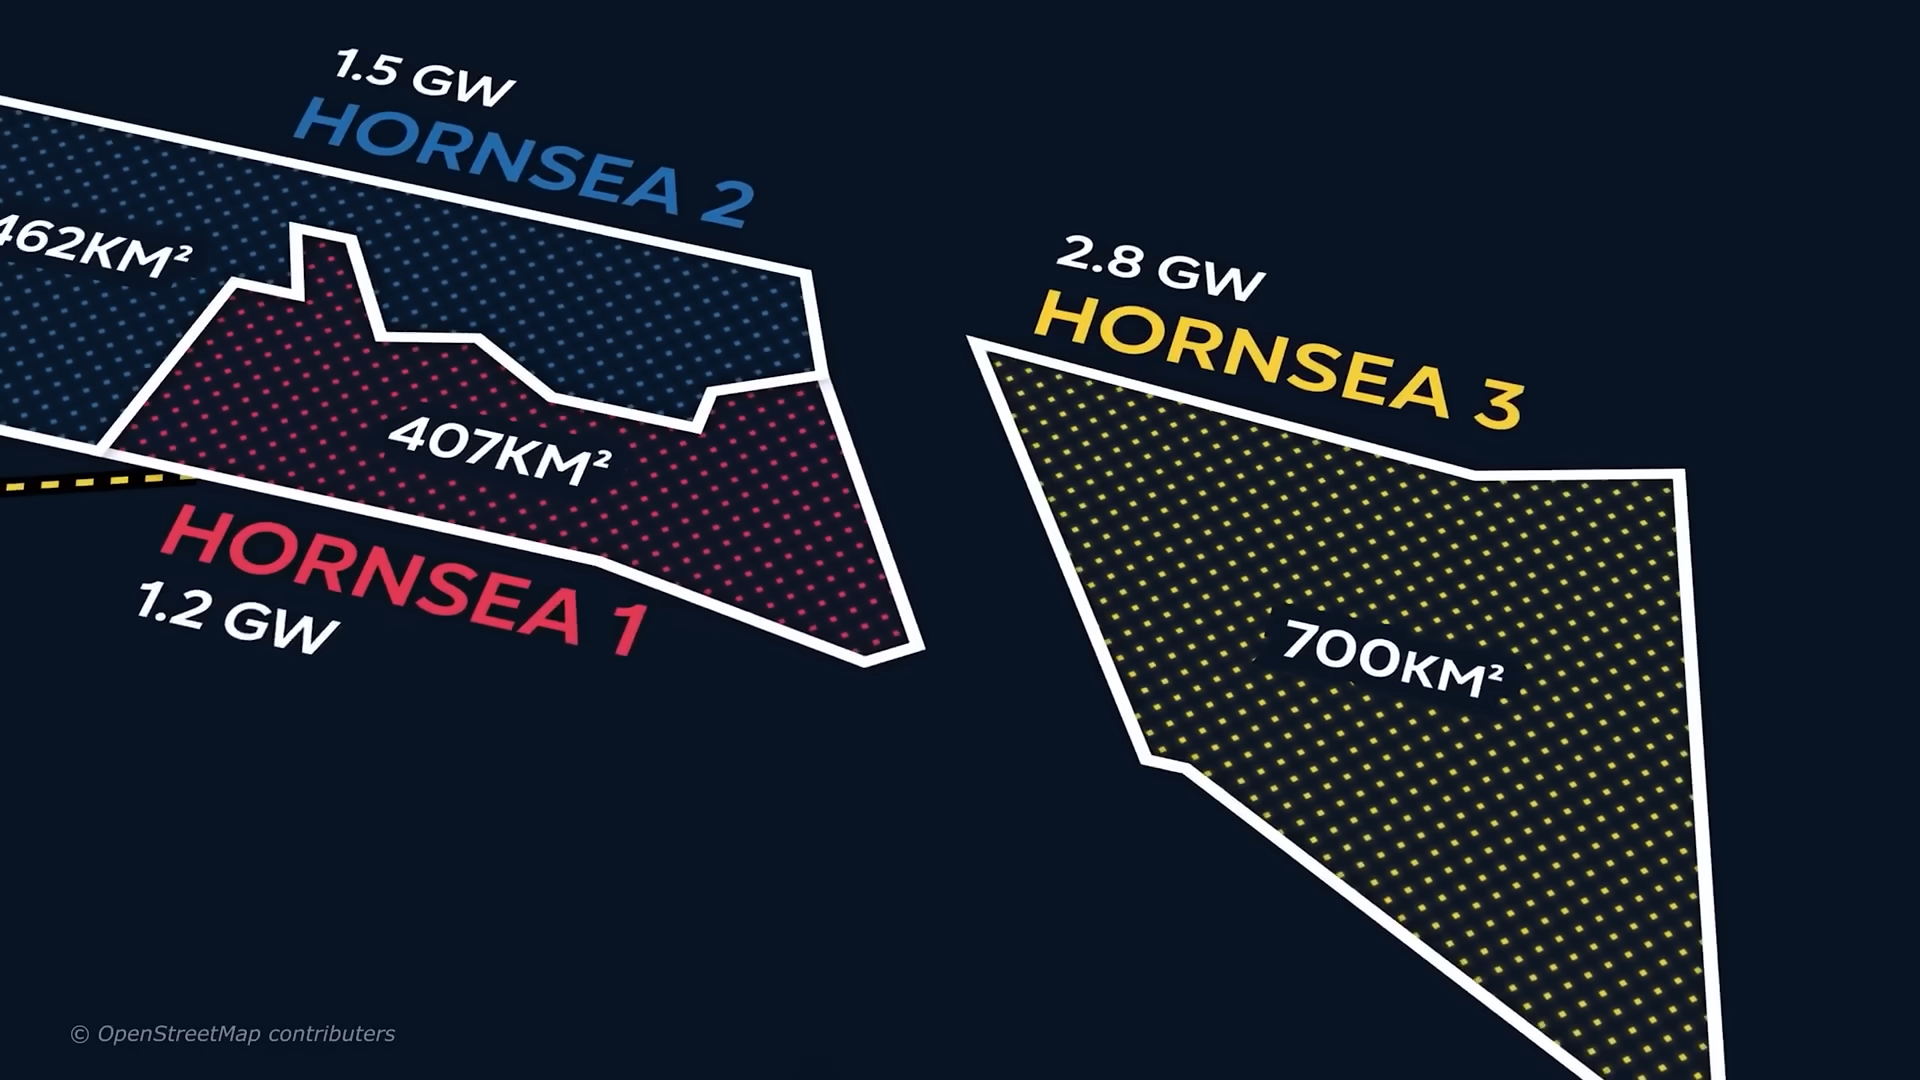 1.5 GW
HORNSEA 2
462KM²
2.8 GW
HORNSEA 3
407KM²
HORNSEA 1
1.2 GW
700KM²
© OpenStreetMap contributers